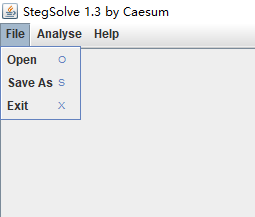 StegSolve 1.3 by Caesum
File Analyse Help
Open O
Save As S
Exit X